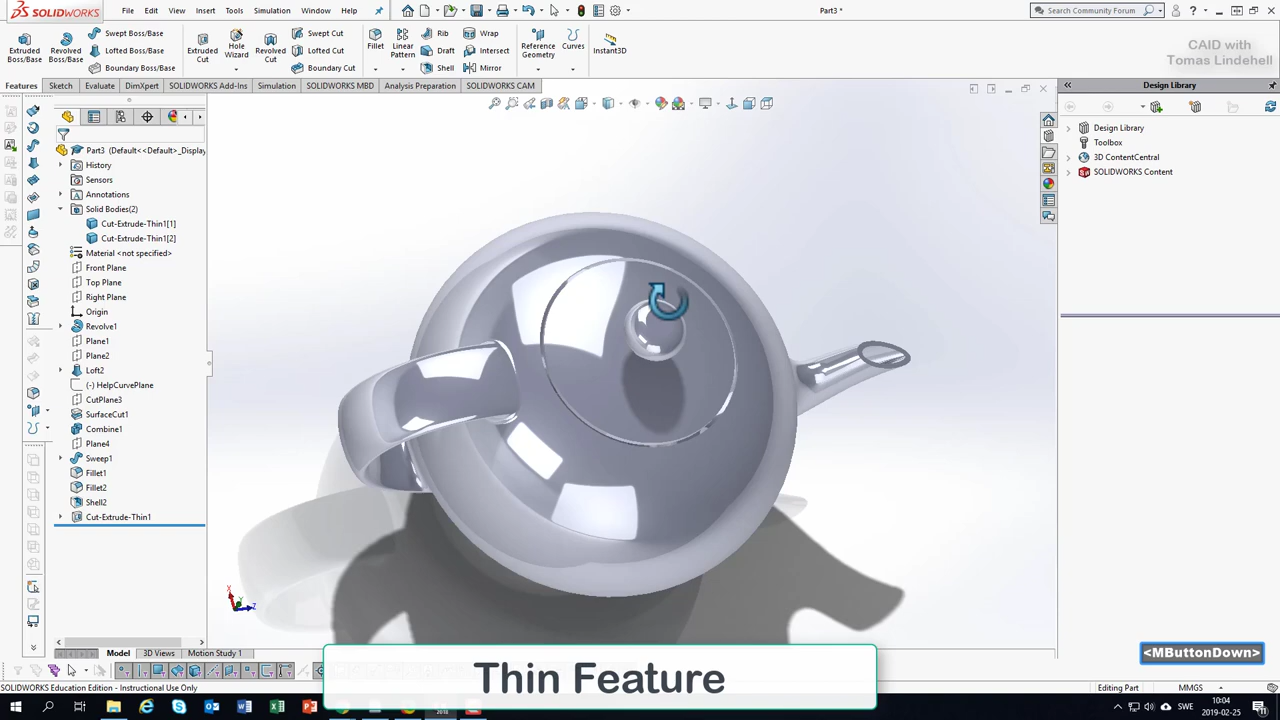 SOLIDWORKS
File Edit View Insert Tools Simulation Window Help
Part3 *
Search Community Forum
CAID with
Tomas Lindehell
Extruded Boss/Base
Revolved Boss/Base
Swept Boss/Base
Lofted Boss/Base
Boundary Boss/Base
Extruded Cut
Hole Wizard
Revolved Cut
Swept Cut
Lofted Cut
Boundary Cut
Fillet
Linear Pattern
Rib
Draft
Shell
Wrap
Intersect
Mirror
Reference Geometry
Curves
Instant3D
Features Sketch Evaluate DimXpert SOLIDWORKS Add-Ins Simulation SOLIDWORKS MBD Analysis Preparation SOLIDWORKS CAM
Design Library
Part3 (Default<<Default>_Display
History
Sensors
Annotations
Solid Bodies(2)
Cut-Extrude-Thin1[1]
Cut-Extrude-Thin1[2]
Material <not specified>
Front Plane
Top Plane
Right Plane
Origin
Revolve1
Plane1
Plane2
Loft2
(-) HelpCurvePlane
CutPlane3
SurfaceCut1
Combine1
Plane4
Sweep1
Fillet1
Fillet2
Shell2
Cut-Extrude-Thin1
Design Library
Toolbox
3D ContentCentral
SOLIDWORKS Content
Model 3D Views Motion Study 1
Thin Feature
<MButtonDown>
SOLIDWORKS Education Edition - Instructional Use Only
Editing Part MMGS
SWE
10:04
2019-02-25